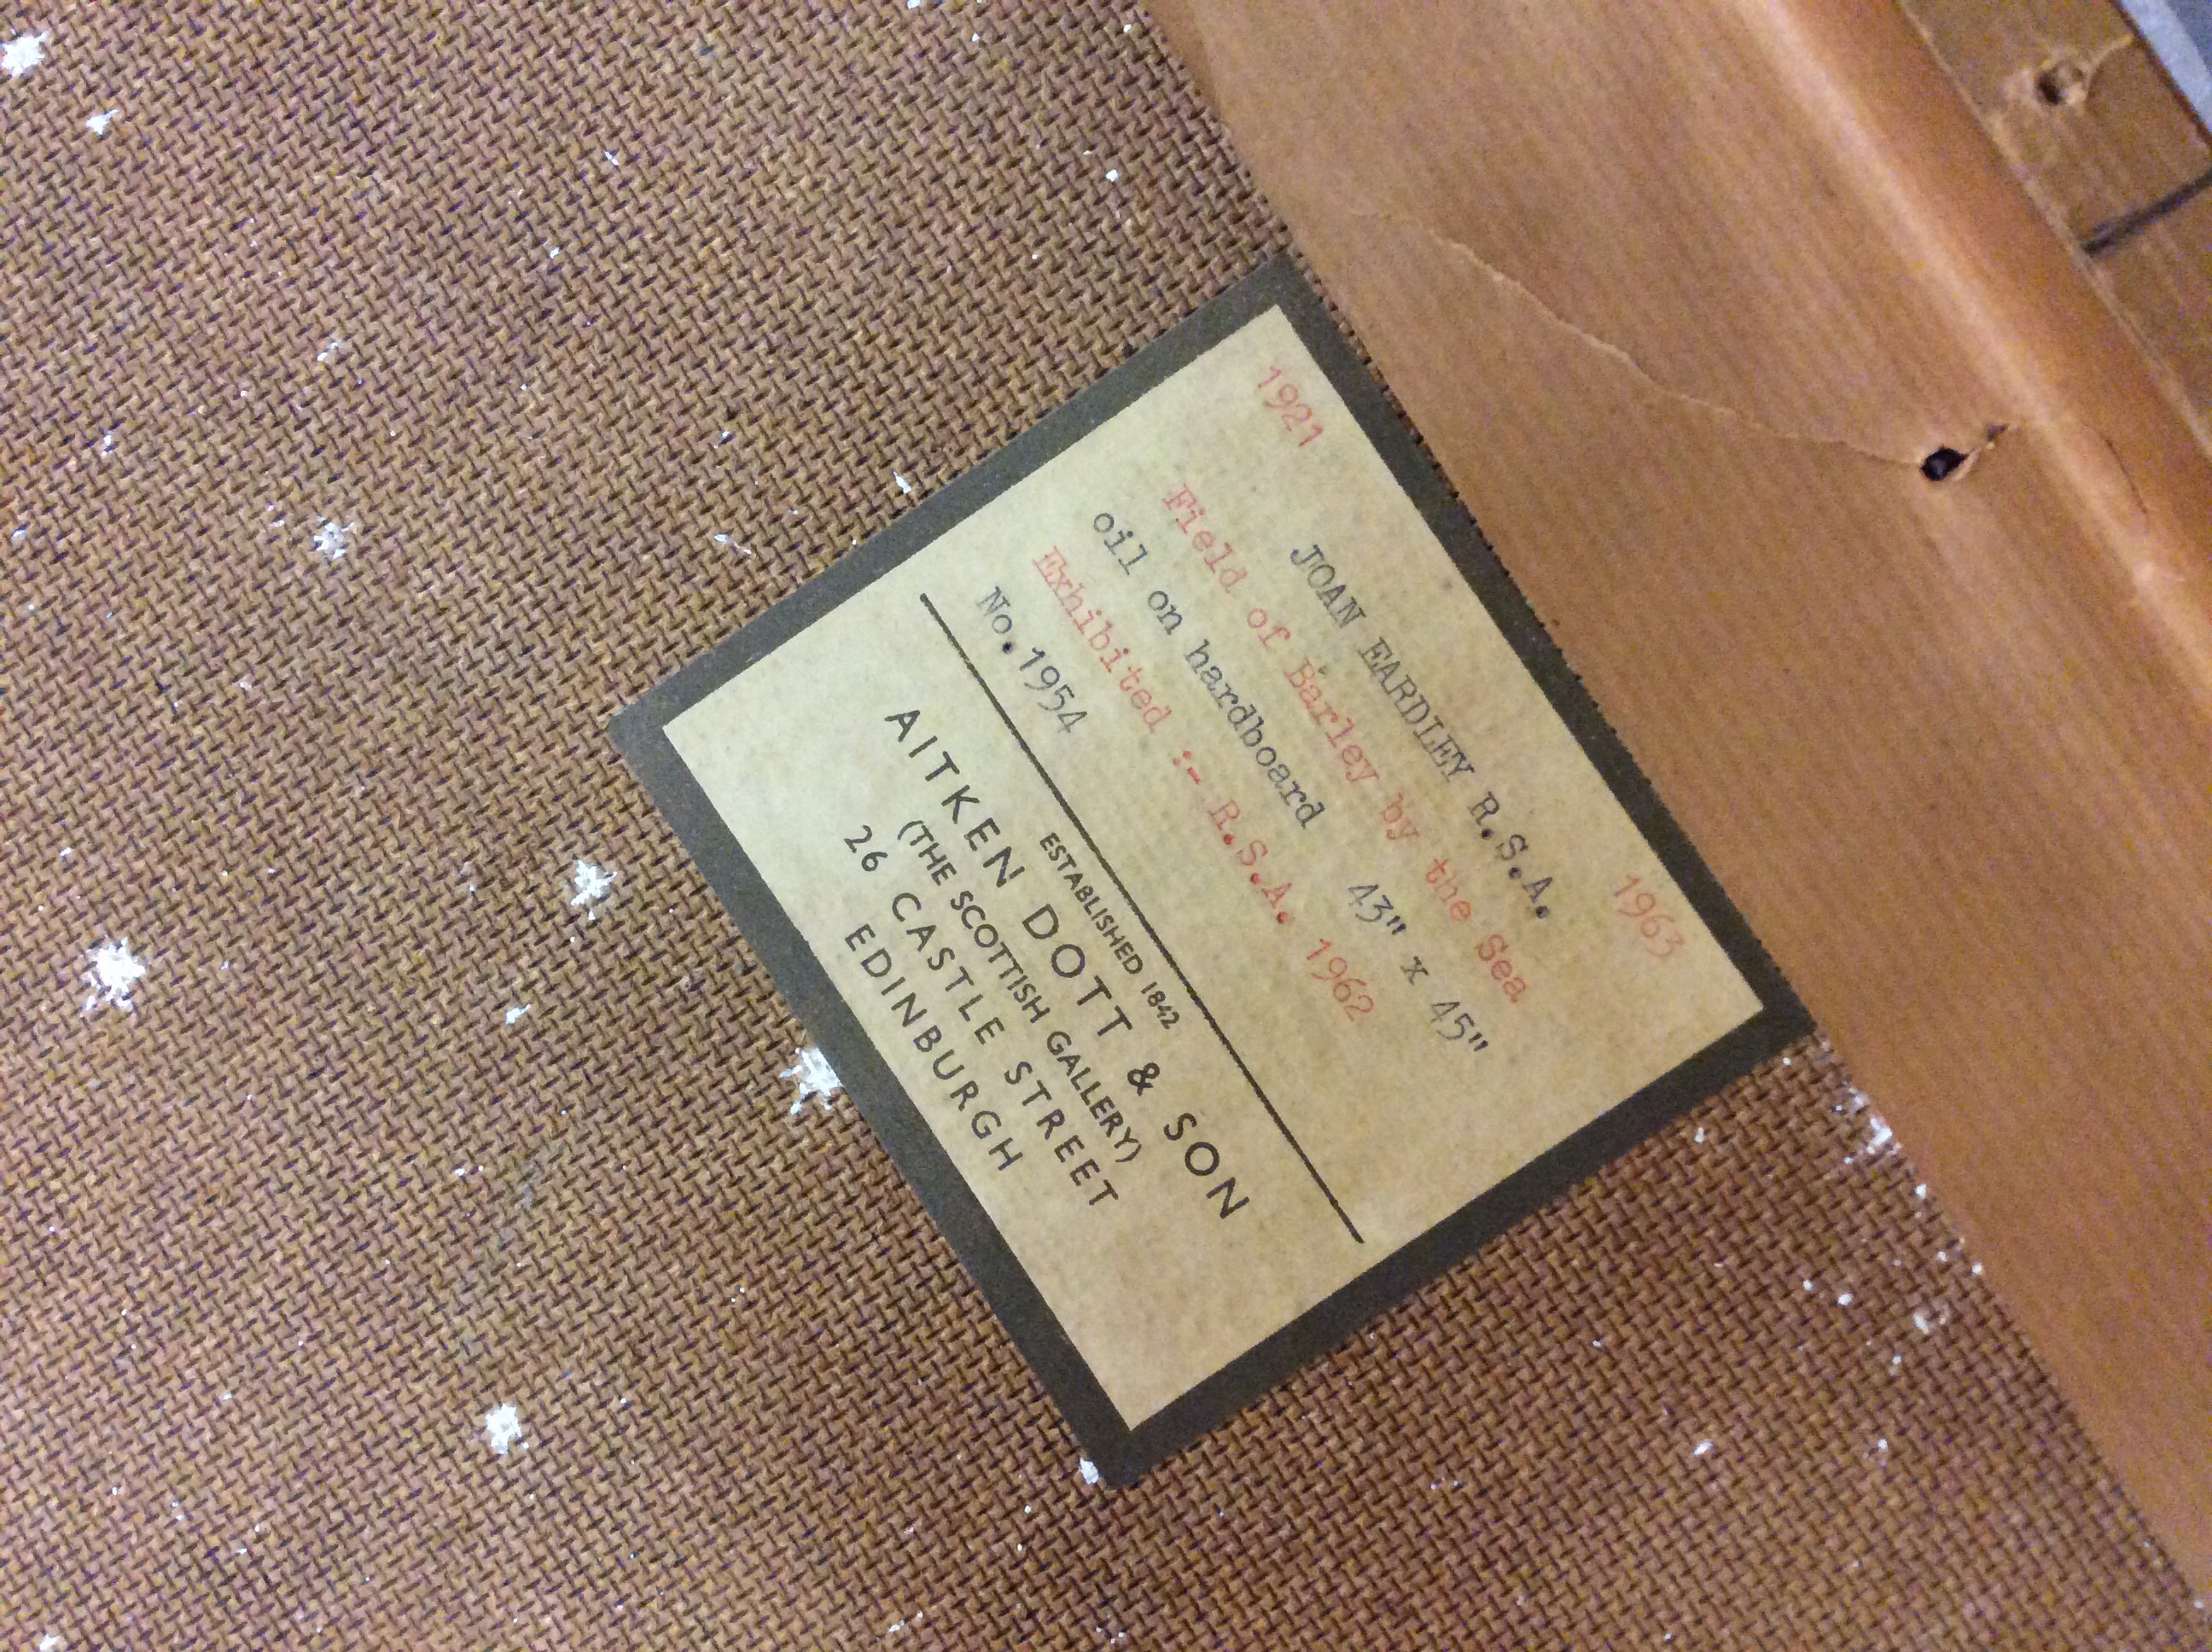 1921 1963
JOAN EARDLEY R.S.A.
Field of Barley by the Sea
oil on hardboard 43" x 45"
Exhibited :- R.S.A. 1962
No.1954
ESTABLISHED 1842
AITKEN DOTT & SON
(THE SCOTTISH GALLERY)
26 CASTLE STREET
EDINBURGH